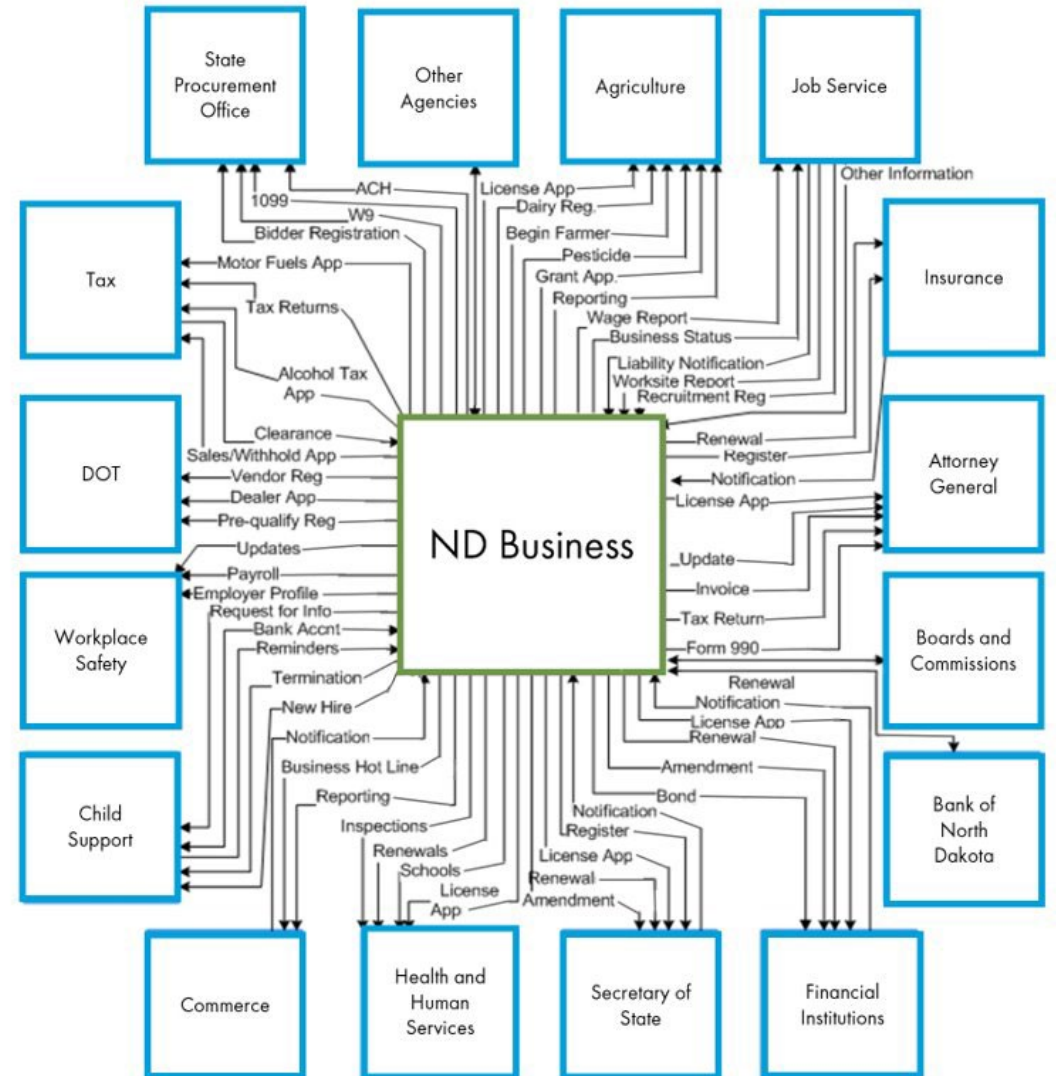 State
Procurement
Office
Other
Agencies
Agriculture
Job Service
Other Information
ACH
License App
1099
Dairy Reg.
W9
Bidder Registration
Begin Farmer
Motor Fuels App
Pesticide
Tax
Grant App.
Insurance
Reporting
Tax Returns
Wage Report
Business Status
Liability Notification
Alcohol Tax
App
Worksite Report
Recruitment Reg
Clearance
Renewal
Sales/Withhold App
Register
DOT
Vendor Reg
Notification
Attorney
General
Dealer App
License App
Pre-qualify Reg
ND Business
Updates
Update
Payroll
Employer Profile
Invoice
Request for Info
Tax Return
Workplace
Safety
Bank Accnt
Reminders
Form 990
Boards and
Commissions
Termination
Renewal
New Hire
Notification
License App
Notification
Renewal
Business Hot Line
Amendment
Reporting
Bond
Child
Support
Notification
Bank of
North
Dakota
Inspections
Register
Renewals
License App
Schools
Renewal
License
App
Amendment
Commerce
Health and
Human
Services
Secretary of
State
Financial
Institutions